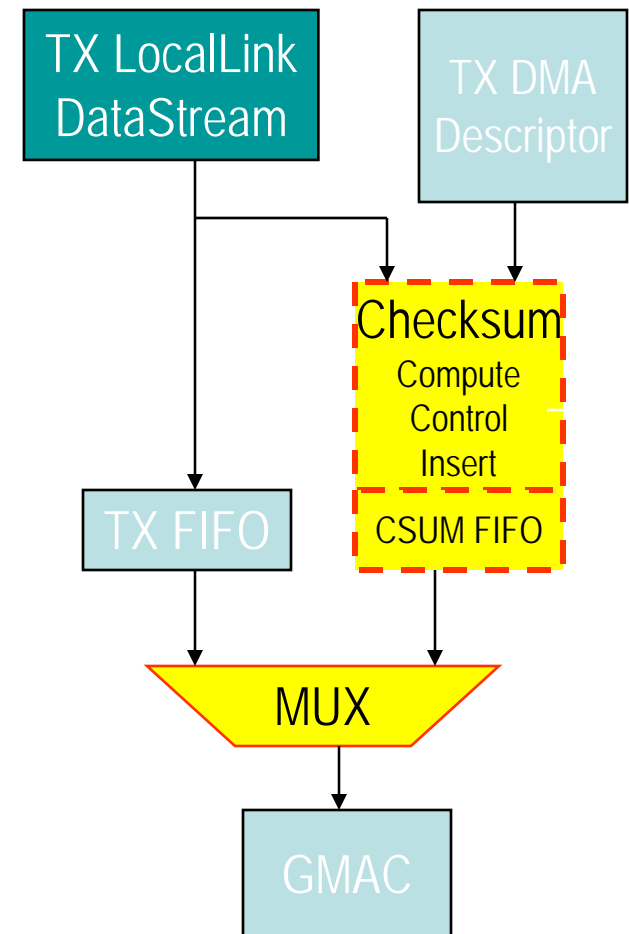 TX LocalLink
DataStream
TX DMA
Descriptor
Checksum
Compute
Control
Insert
TX FIFO
CSUM FIFO
MUX
GMAC